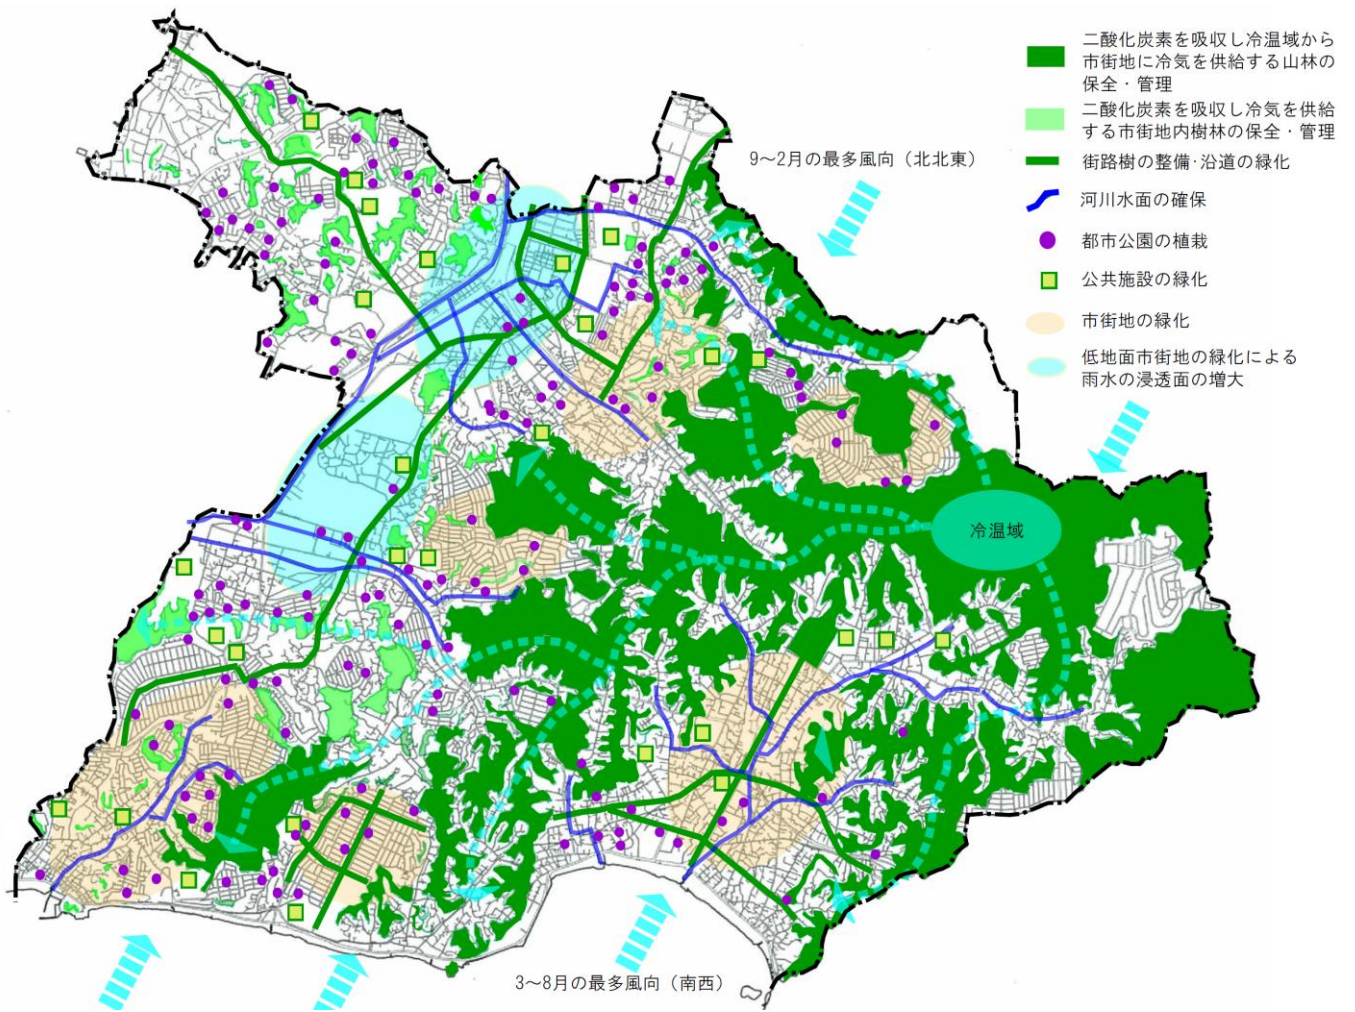 二酸化炭素を吸収し冷温域から
市街地に冷気を供給する山林の
保全・管理
二酸化炭素を吸収し冷気を供給
する市街地内樹林の保全・管理
街路樹の整備・沿道の緑化
河川水面の確保
都市公園の植栽
公共施設の緑化
市街地の緑化
低地面市街地の緑化による
雨水の浸透面の増大
9～2月の最多風向（北北東）
冷温域
3～8月の最多風向（南西）